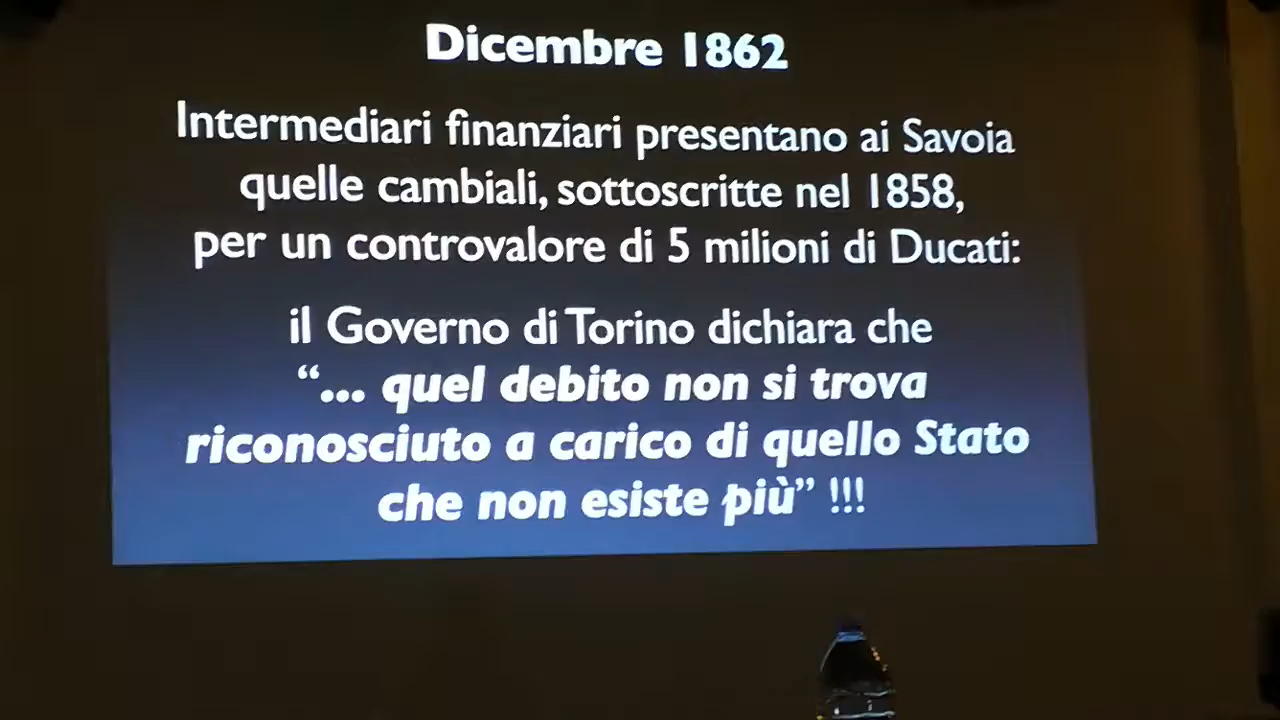 Dicembre 1862
Intermediari finanziari presentano ai Savoia
quelle cambiali, sottoscritte nel 1858,
per un controvalore di 5 milioni di Ducati:
il Governo di Torino dichiara che
“... quel debito non si trova
riconosciuto a carico di quello Stato
che non esiste più” !!!